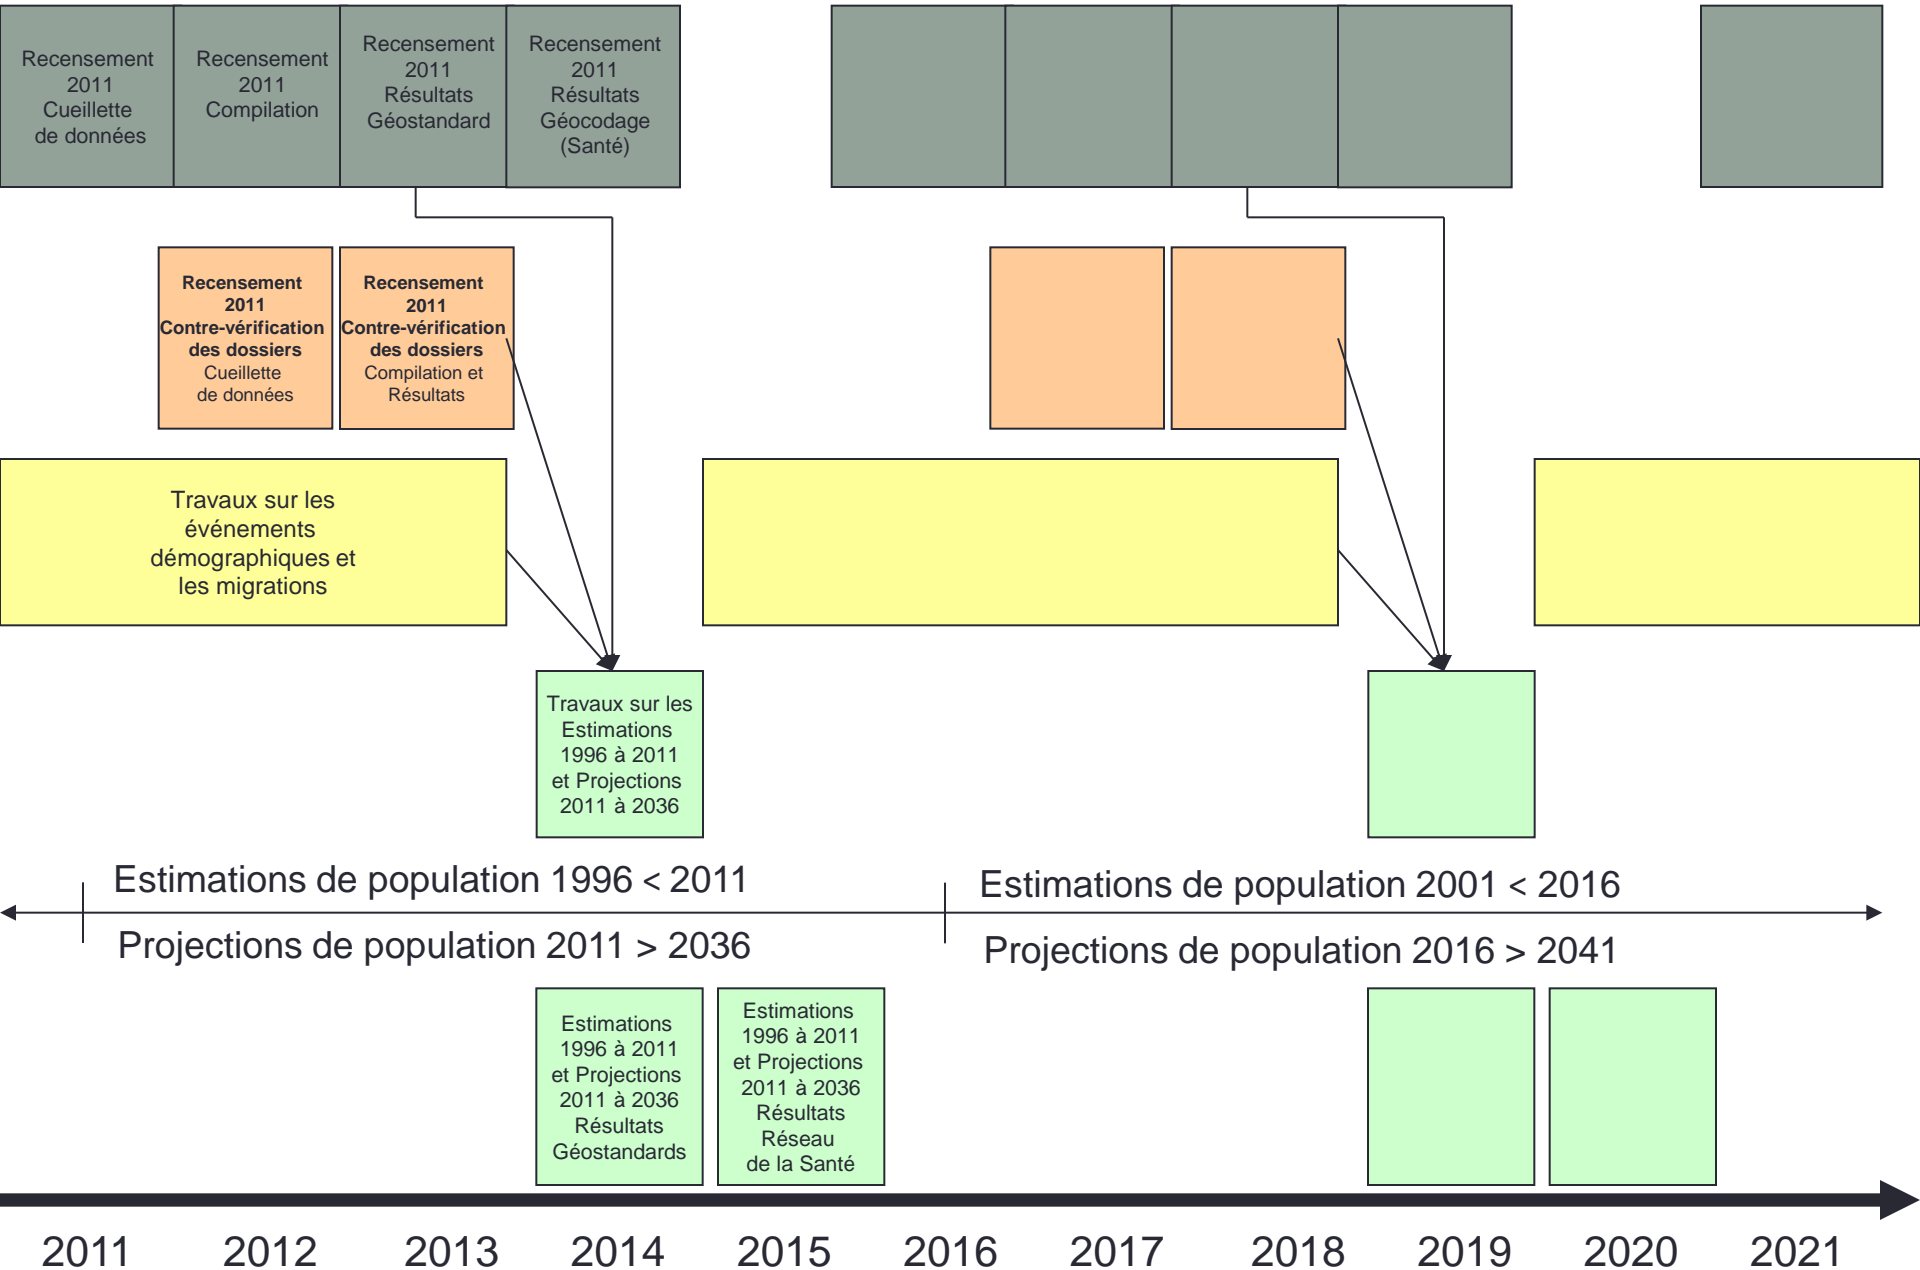 Recensement
2011
Cueillette
de données
Recensement
2011
Compilation
Recensement
2011
Résultats
Géostandard
Recensement
2011
Résultats
Géocodage
(Santé)
Recensement
2011
Contre-vérification
des dossiers
Cueillette
de données
Recensement
2011
Contre-vérification
des dossiers
Compilation et
Résultats
Travaux sur les
événements
démographiques et
les migrations
Travaux sur les
Estimations
1996 à 2011
et Projections
2011 à 2036
Estimations de population 1996 < 2011
Projections de population 2011 > 2036
Estimations de population 2001 < 2016
Projections de population 2016 > 2041
Estimations
1996 à 2011
et Projections
2011 à 2036
Résultats
Géostandards
Estimations
1996 à 2011
et Projections
2011 à 2036
Résultats
Réseau
de la Santé
2011 2012 2013 2014 2015 2016 2017 2018 2019 2020 2021